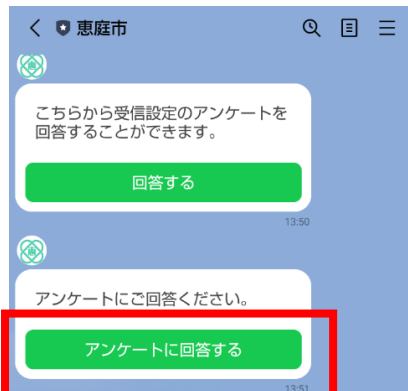 恵庭市
こちらから受信設定のアンケートを
回答することができます。
回答する
13:50
アンケートにご回答ください。
アンケートに回答する
13:51